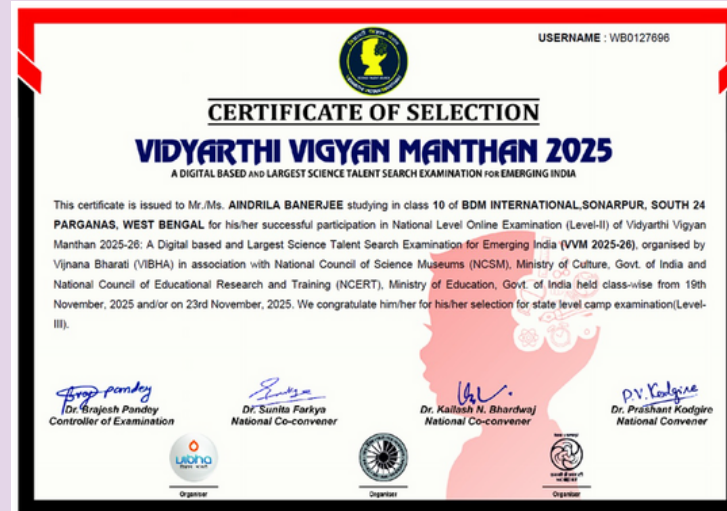 USERNAME : WB0127696
CERTIFICATE OF SELECTION
VIDYARTHI VIGYAN MANTHAN 2025
A DIGITAL BASED AND LARGEST SCIENCE TALENT SEARCH EXAMINATION FOR EMERGING INDIA
This certificate is issued to Mr./Ms. AINDRILA BANERJEE studying in class 10 of BDM INTERNATIONAL,SONARPUR, SOUTH 24
PARGANAS, WEST BENGAL for his/her successful participation in National Level Online Examination (Level-II) of Vidyarthi Vigyan
Manthan 2025-26: A Digital based and Largest Science Talent Search Examination for Emerging India (VVM 2025-26), organised by
Vijnana Bharati (VIBHA) in association with National Council of Science Museums (NCSM), Ministry of Culture, Govt. of India and
National Council of Educational Research and Training (NCERT), Ministry of Education, Govt. of India held class-wise from 19th
November, 2025 and/or on 23rd November, 2025. We congratulate him/her for his/her selection for state level camp examination(Level-
III).
pandey
P.V. Kodgire
Dr. Brajesh Pandey
Controller of Examination
Dr. Sunita Farkya
National Co-convener
Dr. Kailash N. Bhardwaj
National Co-convener
Dr. Prashant Kodgire
National Convener
vibha
Organiser
Organiser
Organiser